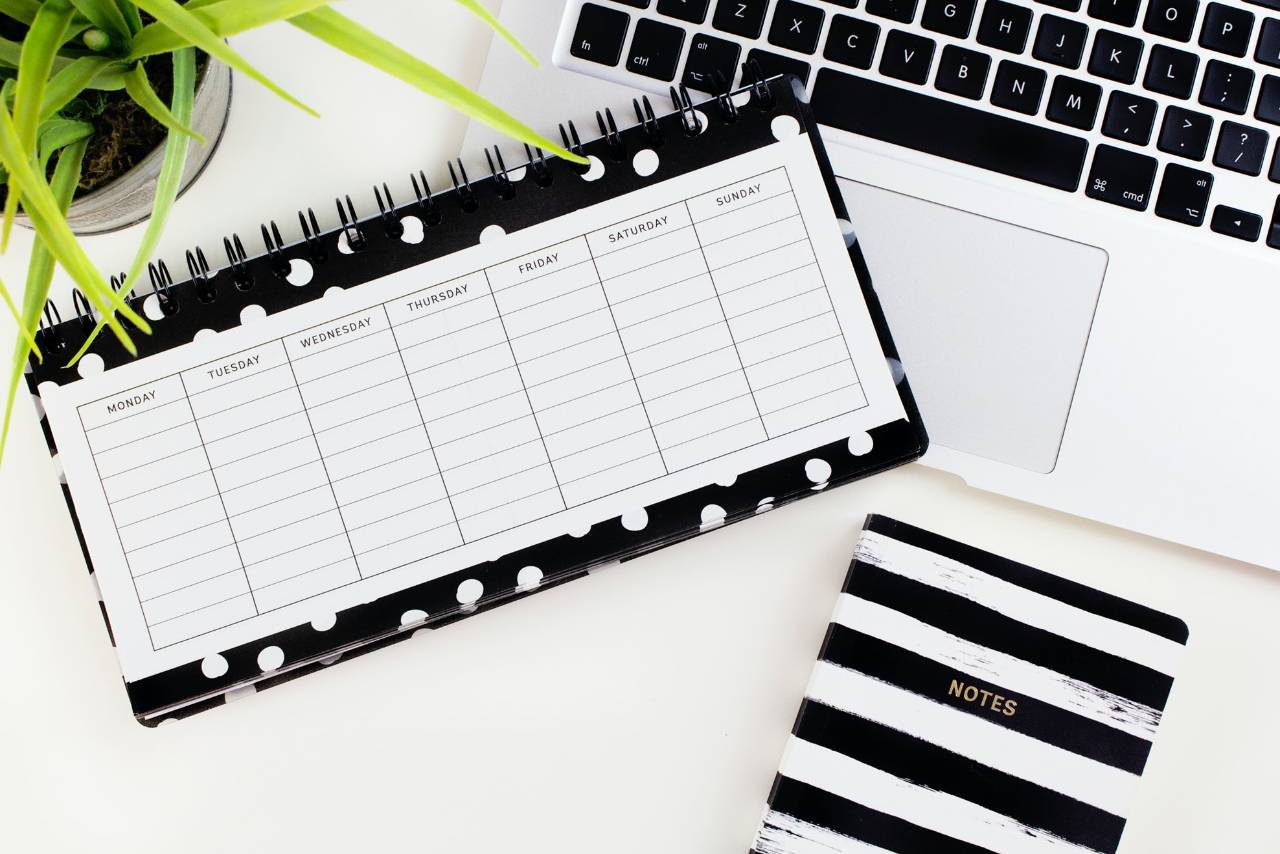 fn
ctrl
alt
⌥
Z
X
C
V
B
G
N
H
M
J
<
,
K
>
.
L
O
:
;
?
/
P
⌘
cmd
alt
⌥
◀
MONDAY
TUESDAY
WEDNESDAY
THURSDAY
FRIDAY
SATURDAY
SUNDAY
NOTES